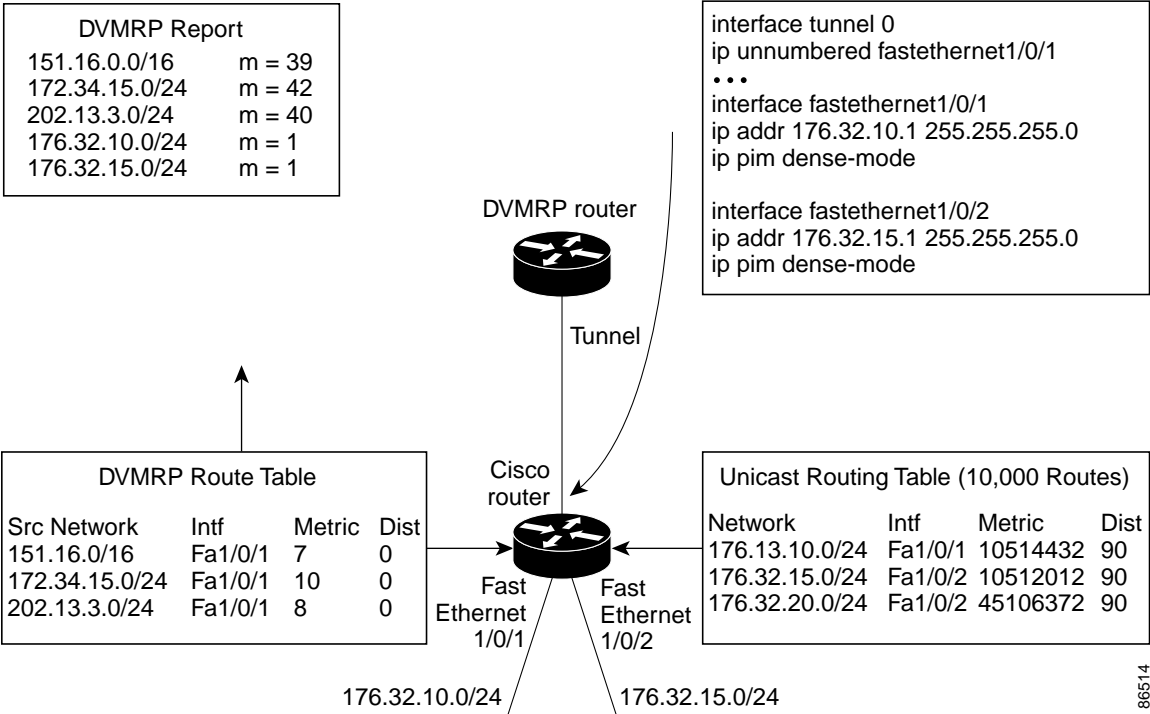 DVMRP Report
151.16.0.0/16 m = 39
172.34.15.0/24 m = 42
202.13.3.0/24 m = 40
176.32.10.0/24 m = 1
176.32.15.0/24 m = 1
interface tunnel 0
ip unnumbered fastethernet1/0/1
• • •
interface fastethernet1/0/1
ip addr 176.32.10.1 255.255.255.0
ip pim dense-mode
interface fastethernet1/0/2
ip addr 176.32.15.1 255.255.255.0
ip pim dense-mode
DVMRP router
Tunnel
DVMRP Route Table
Src Network Intf Metric Dist
151.16.0/16 Fa1/0/1 7 0
172.34.15.0/24 Fa1/0/1 10 0
202.13.3.0/24 Fa1/0/1 8 0
Cisco
router
Unicast Routing Table (10,000 Routes)
Network Intf Metric Dist
176.13.10.0/24 Fa1/0/1 10514432 90
176.32.15.0/24 Fa1/0/2 10512012 90
176.32.20.0/24 Fa1/0/2 45106372 90
Fast
Ethernet
1/0/1
Fast
Ethernet
1/0/2
176.32.10.0/24
176.32.15.0/24
86514